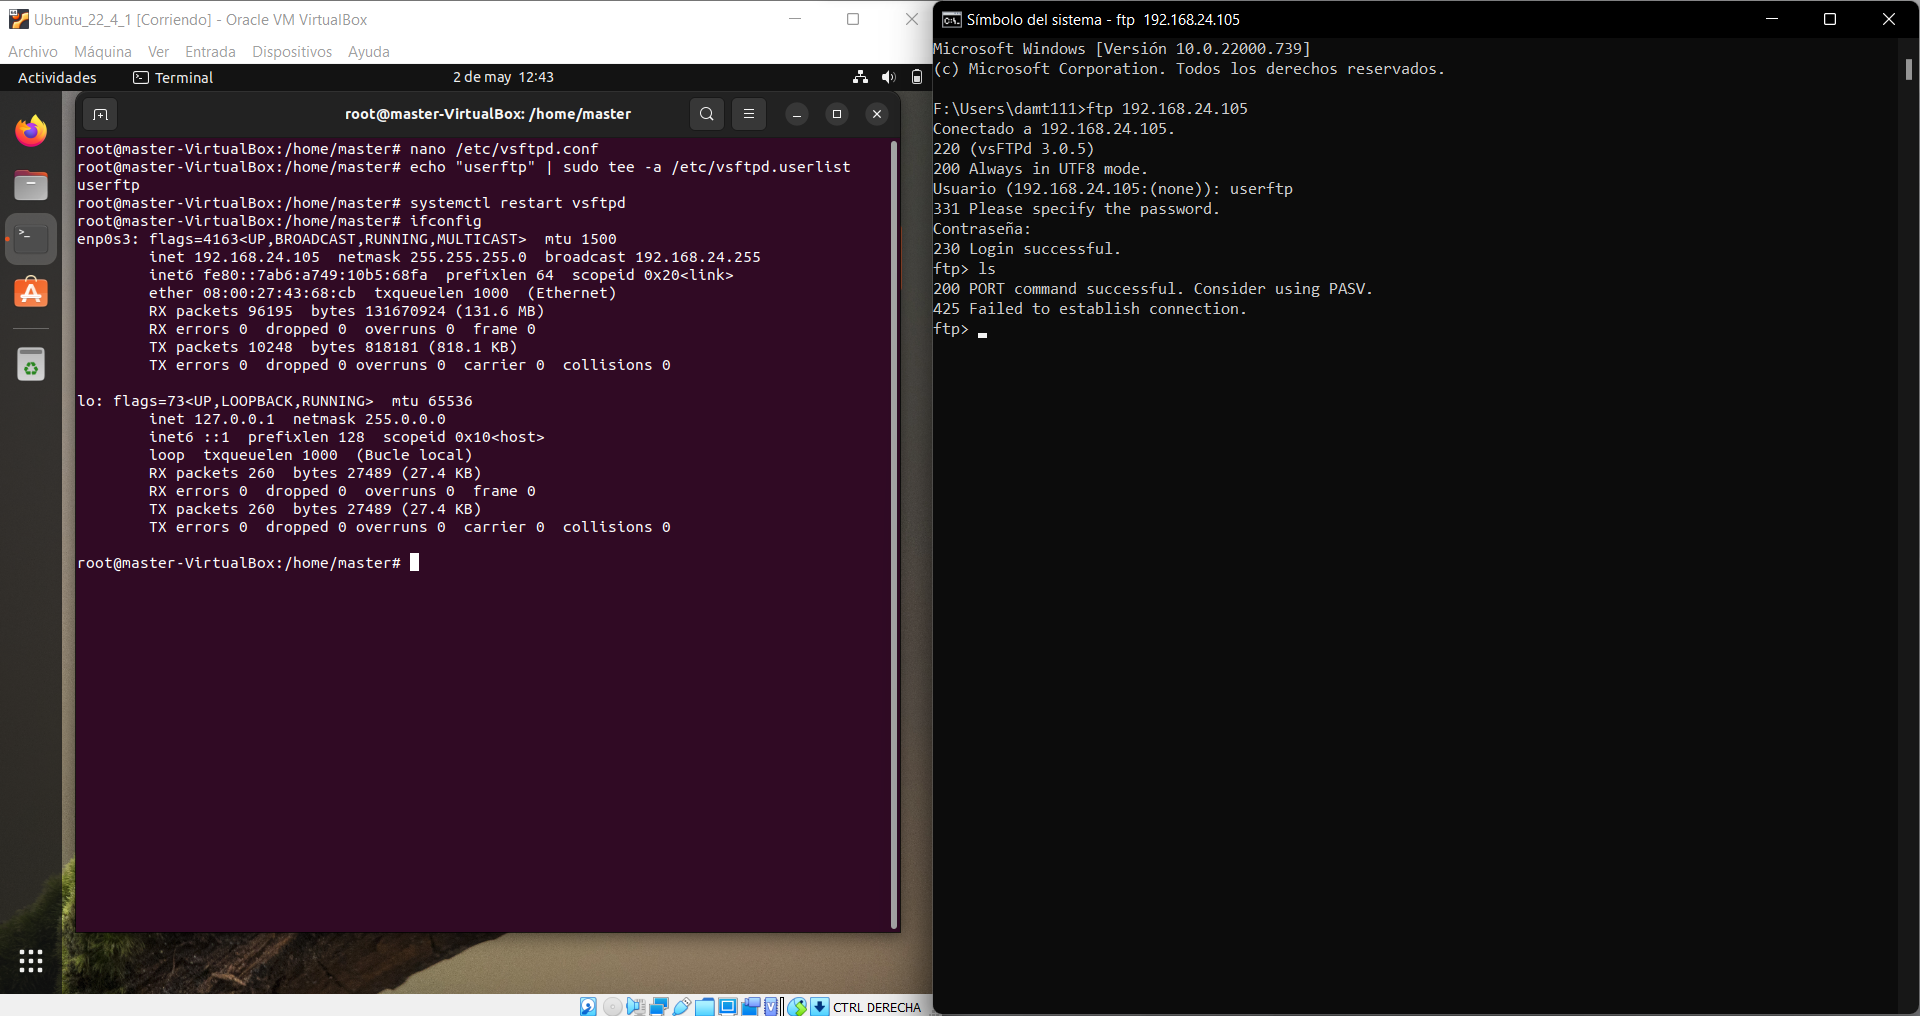 Ubuntu_22_4_1 [Corriendo] - Oracle VM VirtualBox
Archivo Máquina Ver Entrada Dispositivos Ayuda
Actividades Terminal 2 de may 12:43
root@master-VirtualBox: /home/master
root@master-VirtualBox:/home/master# nano /etc/vsftpd.conf
root@master-VirtualBox:/home/master# echo "userftp" | sudo tee -a /etc/vsftpd.userlist
userftp
root@master-VirtualBox:/home/master# systemctl restart vsftpd
root@master-VirtualBox:/home/master# ifconfig
enp0s3: flags=4163<UP,BROADCAST,RUNNING,MULTICAST>  mtu 1500
        inet 192.168.24.105  netmask 255.255.255.0  broadcast 192.168.24.255
        inet6 fe80::7ab6:a749:10b5:68fa  prefixlen 64  scopeid 0x20<link>
        ether 08:00:27:43:68:cb  txqueuelen 1000  (Ethernet)
        RX packets 96195  bytes 131670924 (131.6 MB)
        RX errors 0  dropped 0  overruns 0  frame 0
        TX packets 10248  bytes 818181 (818.1 KB)
        TX errors 0  dropped 0 overruns 0  carrier 0  collisions 0
lo: flags=73<UP,LOOPBACK,RUNNING>  mtu 65536
        inet 127.0.0.1  netmask 255.0.0.0
        inet6 ::1  prefixlen 128  scopeid 0x10<host>
        loop  txqueuelen 1000  (Bucle local)
        RX packets 260  bytes 27489 (27.4 KB)
        RX errors 0  dropped 0  overruns 0  frame 0
        TX packets 260  bytes 27489 (27.4 KB)
        TX errors 0  dropped 0 overruns 0  carrier 0  collisions 0
root@master-VirtualBox:/home/master#
CTRL DERECHA
Símbolo del sistema - ftp  192.168.24.105
Microsoft Windows [Versión 10.0.22000.739]
(c) Microsoft Corporation. Todos los derechos reservados.
F:\Users\damt111>ftp 192.168.24.105
Conectado a 192.168.24.105.
220 (vsFTPd 3.0.5)
200 Always in UTF8 mode.
Usuario (192.168.24.105:(none)): userftp
331 Please specify the password.
Contraseña:
230 Login successful.
ftp> ls
200 PORT command successful. Consider using PASV.
425 Failed to establish connection.
ftp>